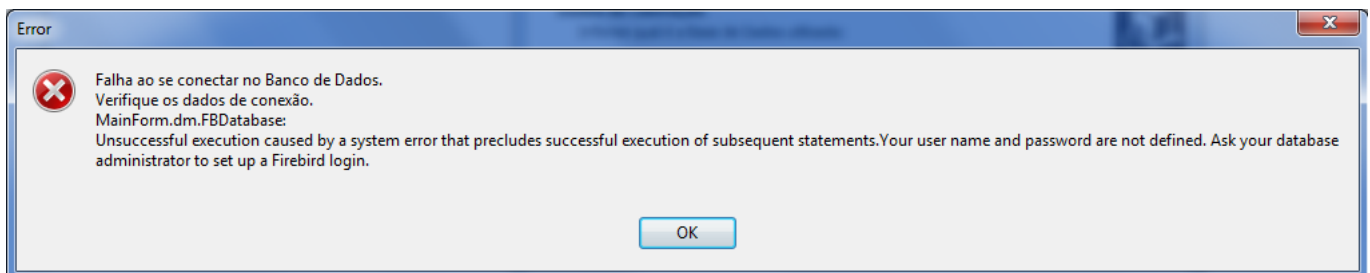 Error
Falha ao se conectar no Banco de Dados.
Verifique os dados de conexão.
MainForm.dm.FBDatabase:
Unsuccessful execution caused by a system error that precludes successful execution of subsequent statements.Your user name and password are not defined. Ask your database
administrator to set up a Firebird login.
OK